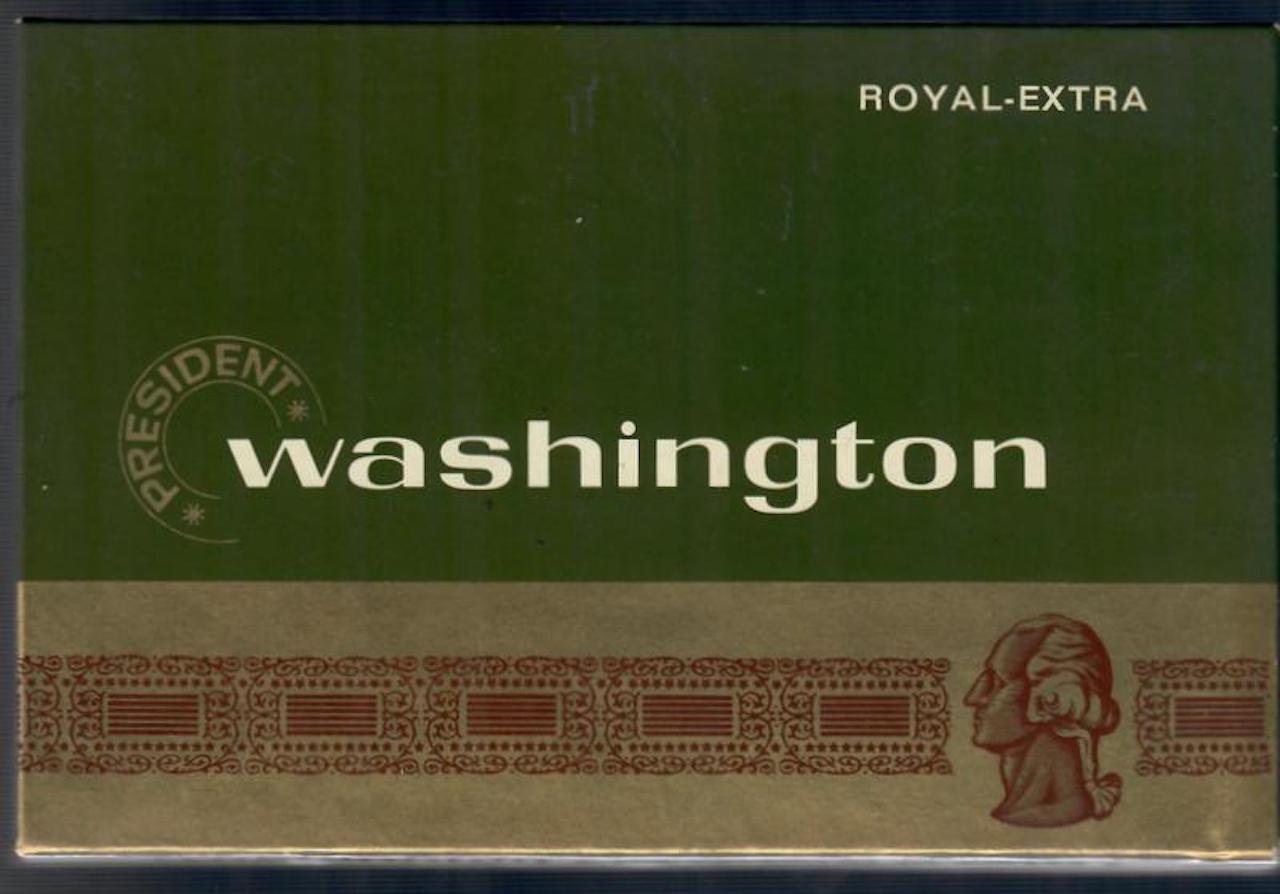 ROYAL-EXTRA
* PRESIDENT *
washington